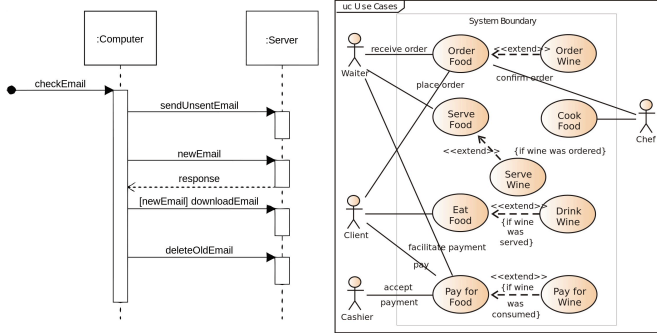 :Computer
:Server
checkEmail
sendUnsentEmail
newEmail
response
[newEmail] downloadEmail
deleteOldEmail
uc Use Cases
System Boundary
Waiter
receive order
Order
Food
<<extend>>
Order
Wine
confirm order
place order
Serve
Food
Cook
Food
Chef
<<extend>>
{if wine was ordered}
Serve
Wine
Client
Eat
Food
<<extend>>
{if wine
was
served}
Drink
Wine
facilitate payment
pay
Cashier
accept
payment
Pay for
Food
<<extend>>
{if wine
was
consumed}
Pay for
Wine